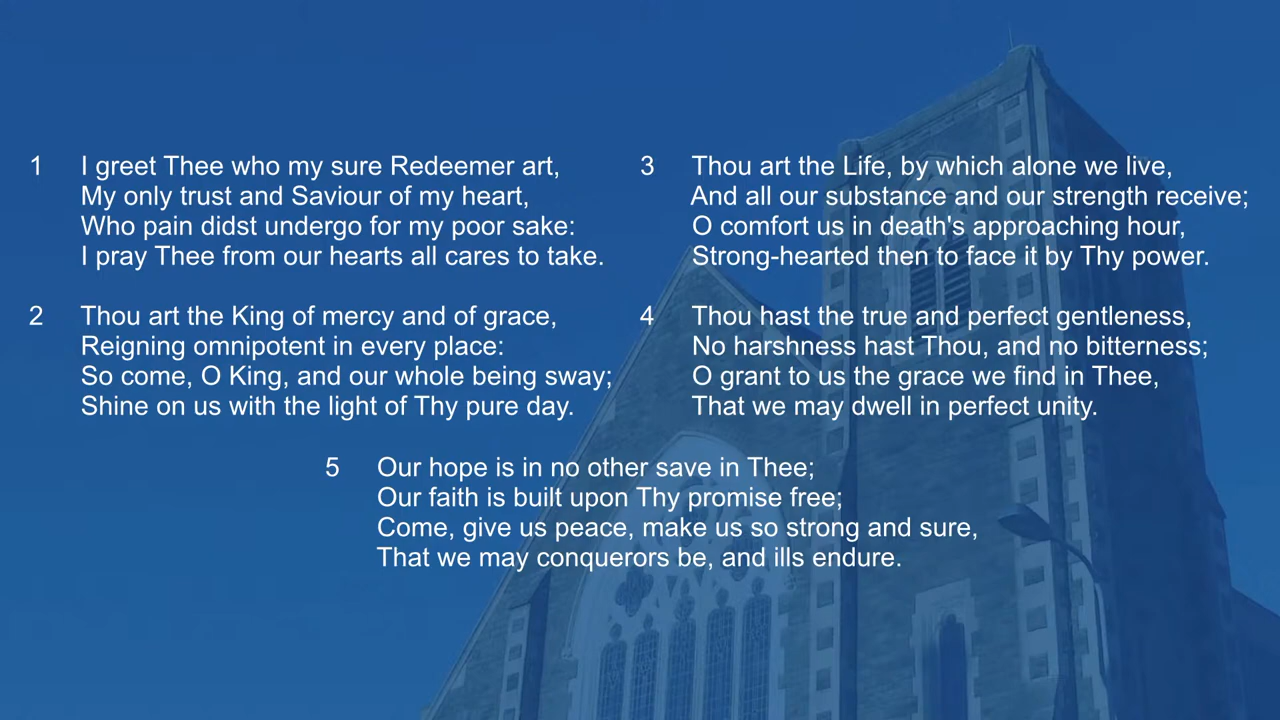 1 I greet Thee who my sure Redeemer art,
My only trust and Saviour of my heart,
Who pain didst undergo for my poor sake:
I pray Thee from our hearts all cares to take.
2 Thou art the King of mercy and of grace,
Reigning omnipotent in every place:
So come, O King, and our whole being sway;
Shine on us with the light of Thy pure day.
3 Thou art the Life, by which alone we live,
And all our substance and our strength receive;
O comfort us in death's approaching hour,
Strong-hearted then to face it by Thy power.
4 Thou hast the true and perfect gentleness,
No harshness hast Thou, and no bitterness;
O grant to us the grace we find in Thee,
That we may dwell in perfect unity.
5 Our hope is in no other save in Thee;
Our faith is built upon Thy promise free;
Come, give us peace, make us so strong and sure,
That we may conquerors be, and ills endure.